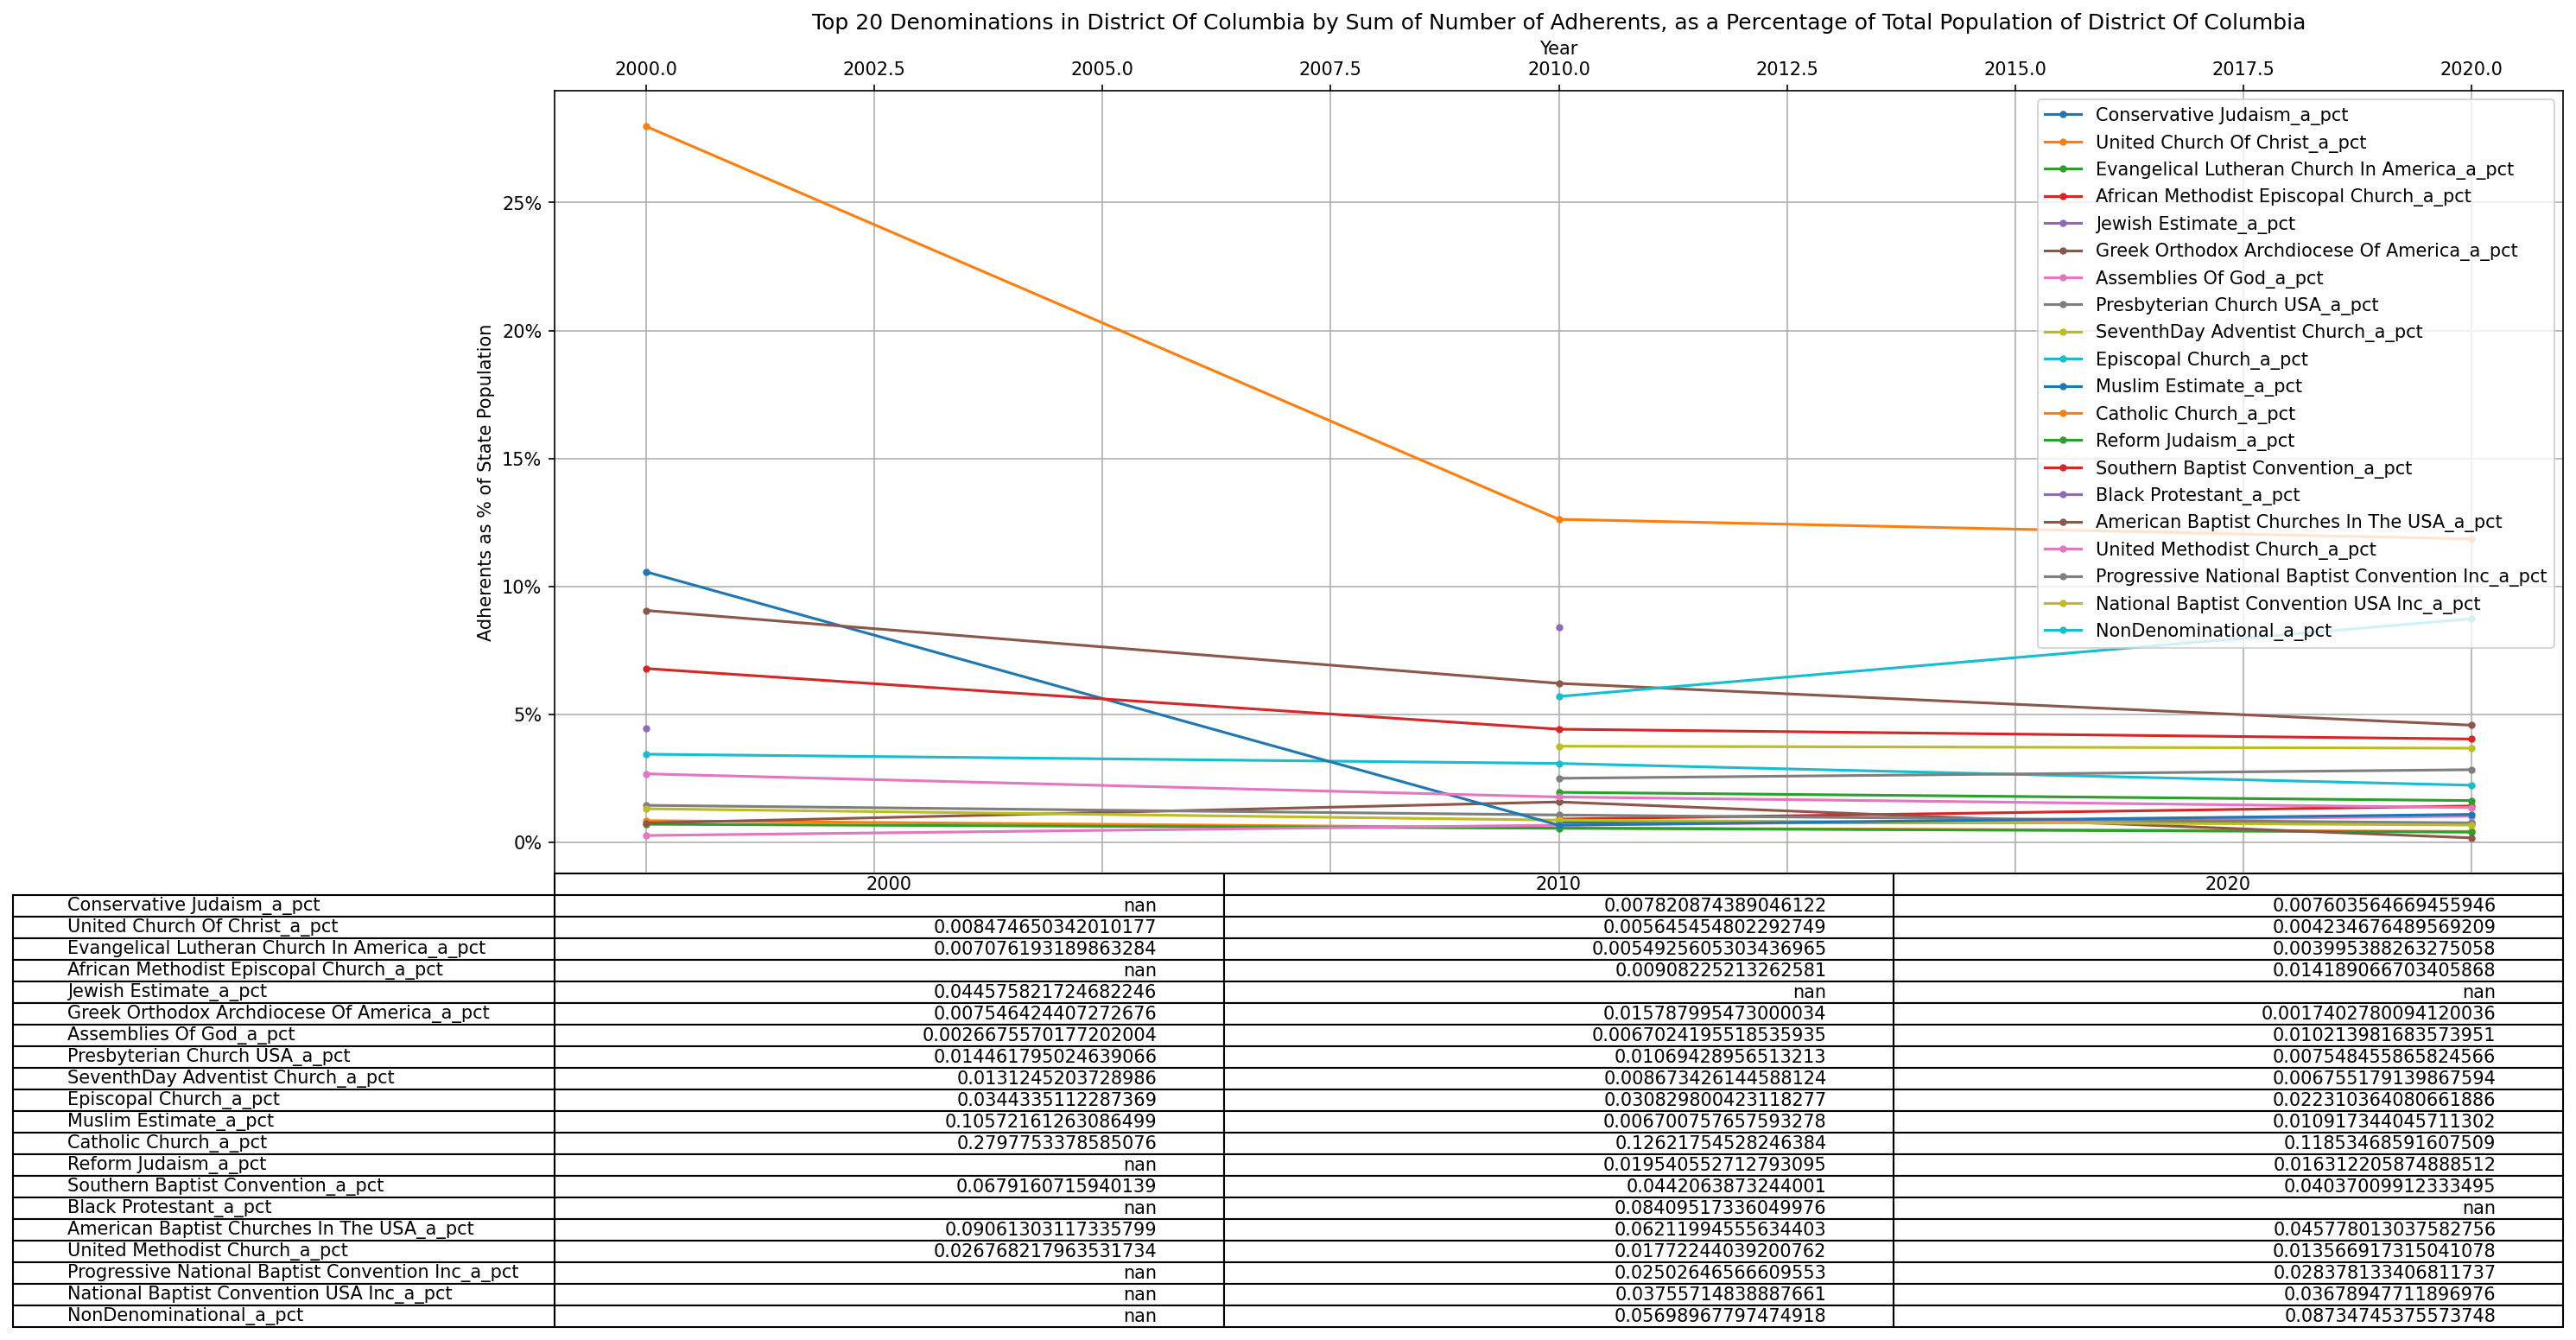 Top 20 Denominations in District Of Columbia by Sum of Number of Adherents, as a Percentage of Total Population of District Of Columbia
Year
2000.0 2002.5 2005.0 2007.5 2010.0 2012.5 2015.0 2017.5 2020.0
Adherents as % of State Population
25%
20%
15%
10%
5%
0%
Conservative Judaism_a_pct
United Church Of Christ_a_pct
Evangelical Lutheran Church In America_a_pct
African Methodist Episcopal Church_a_pct
Jewish Estimate_a_pct
Greek Orthodox Archdiocese Of America_a_pct
Assemblies Of God_a_pct
Presbyterian Church USA_a_pct
SeventhDay Adventist Church_a_pct
Episcopal Church_a_pct
Muslim Estimate_a_pct
Catholic Church_a_pct
Reform Judaism_a_pct
Southern Baptist Convention_a_pct
Black Protestant_a_pct
American Baptist Churches In The USA_a_pct
United Methodist Church_a_pct
Progressive National Baptist Convention Inc_a_pct
National Baptist Convention USA Inc_a_pct
NonDenominational_a_pct
2000 2010 2020
Conservative Judaism_a_pct nan 0.007820874389046122 0.0076035646694559​46
United Church Of Christ_a_pct 0.008474650342010177 0.005645454802292749 0.004234676489569209
Evangelical Lutheran Church In America_a_pct 0.007076193189863284 0.0054925605303436965 0.003995388263275058
African Methodist Episcopal Church_a_pct nan 0.00908225213262581 0.014189066703405868
Jewish Estimate_a_pct 0.044575821724682246 nan nan
Greek Orthodox Archdiocese Of America_a_pct 0.007546424407272676 0.015787995473000034 0.0017402780094120036
Assemblies Of God_a_pct 0.0026675570177202004 0.0067024195518535935 0.010213981683573951
Presbyterian Church USA_a_pct 0.014461795024639066 0.01069428956513213 0.007548455865824566
SeventhDay Adventist Church_a_pct 0.0131245203728986 0.00867342614458​8124 0.006755179139867594
Episcopal Church_a_pct 0.0344335112287369 0.030829800423118277 0.022310364080661886
Muslim Estimate_a_pct 0.10572161263086499 0.006700757657593278 0.010917344045711302
Catholic Church_a_pct 0.2797753378585076 0.12621754528246384 0.11853468591607509
Reform Judaism_a_pct nan 0.019540552712793095 0.016312205874888512
Southern Baptist Convention_a_pct 0.0679160715940139 0.0442063873244001 0.04037009912333495
Black Protestant_a_pct nan 0.08409517336049976 nan
American Baptist Churches In The USA_a_pct 0.09061303117335799 0.06211994555634403 0.045778013037582756
United Methodist Church_a_pct 0.026768217963531734 0.01772244039200762 0.013566917315041078
Progressive National Baptist Convention Inc_a_pct nan 0.02502646566609553 0.028378133406811737
National Baptist Convention USA Inc_a_pct nan 0.03755714838887661 0.03678947711896976
NonDenominational_a_pct nan 0.05698967797474918 0.08734745375573748